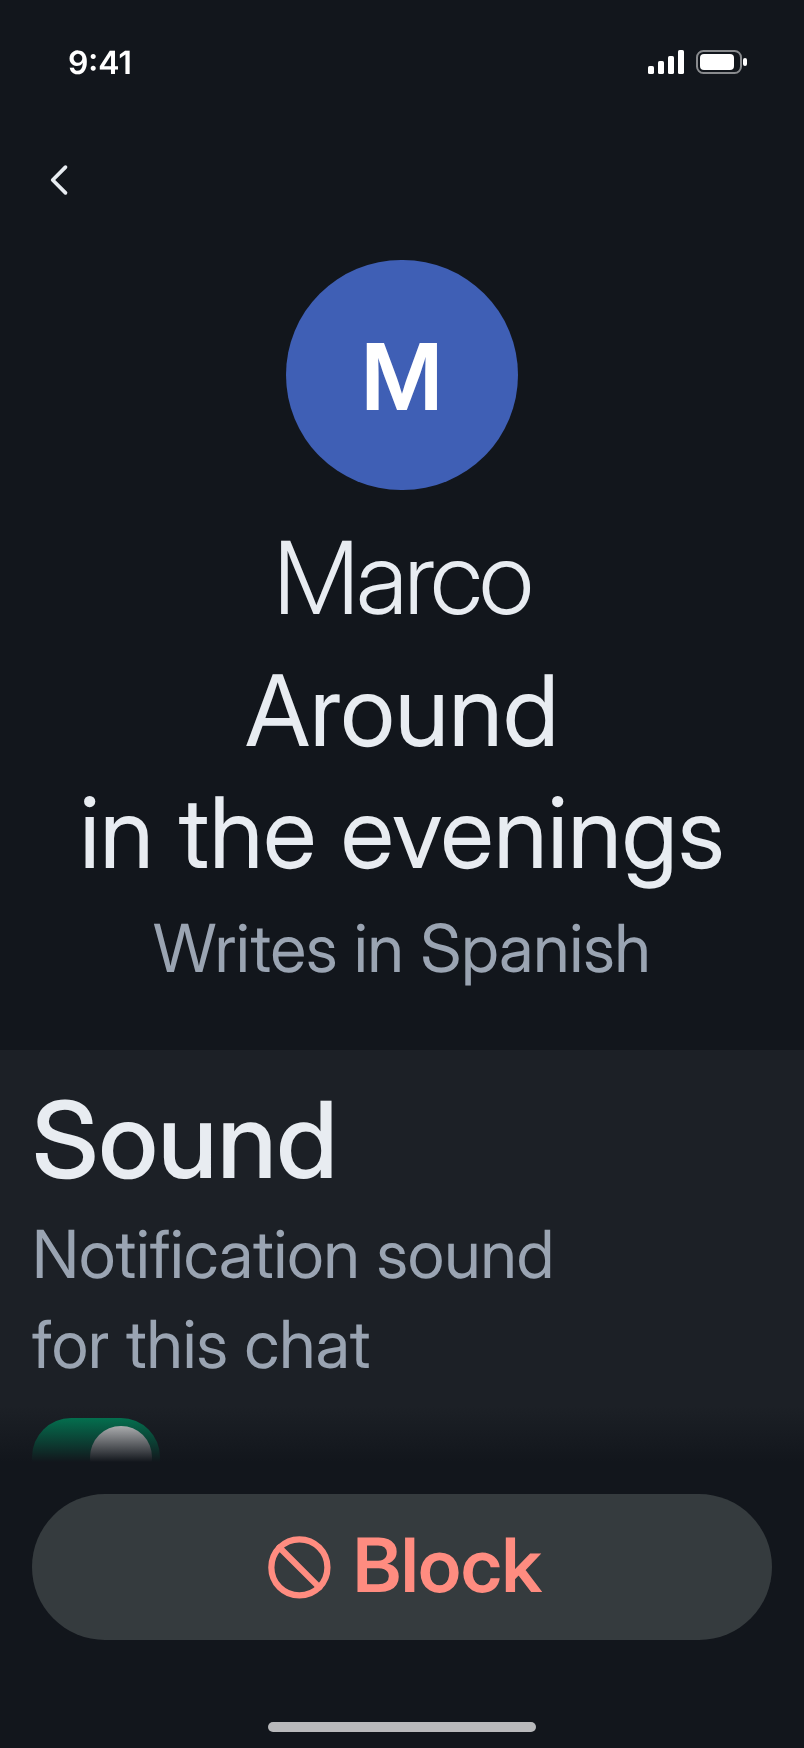 9:41
M
Marco
Around
in the evenings
Writes in Spanish
Sound
Notification sound
for this chat
Block